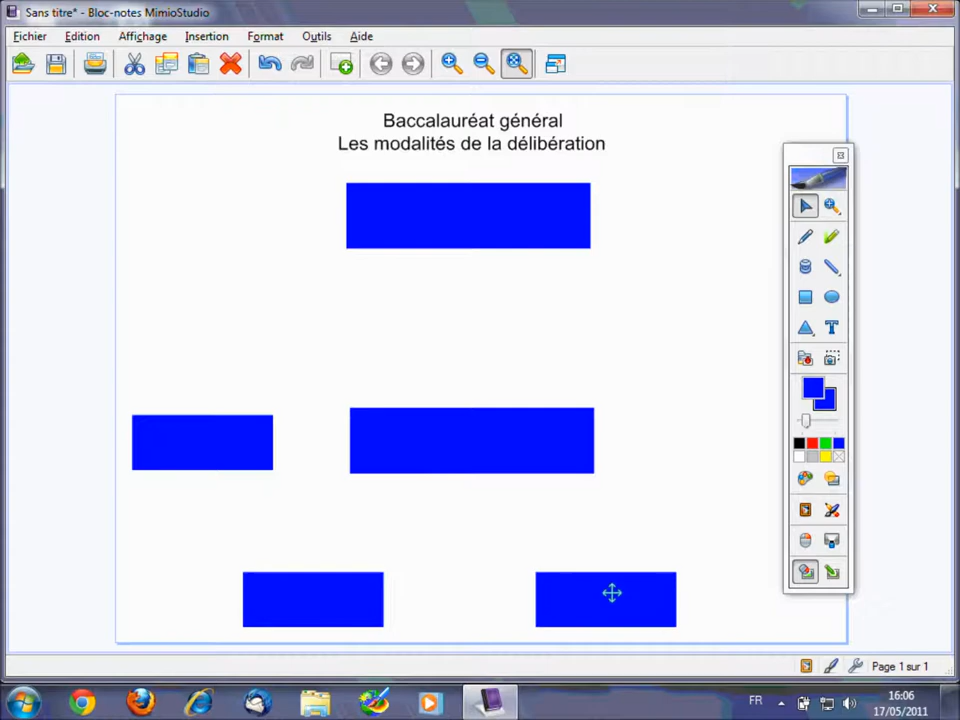 Sans titre* - Bloc-notes MimioStudio
Fichier Edition Affichage Insertion Format Outils Aide
Baccalauréat général
Les modalités de la délibération
T
Page 1 sur 1
FR
16:06
17/05/2011